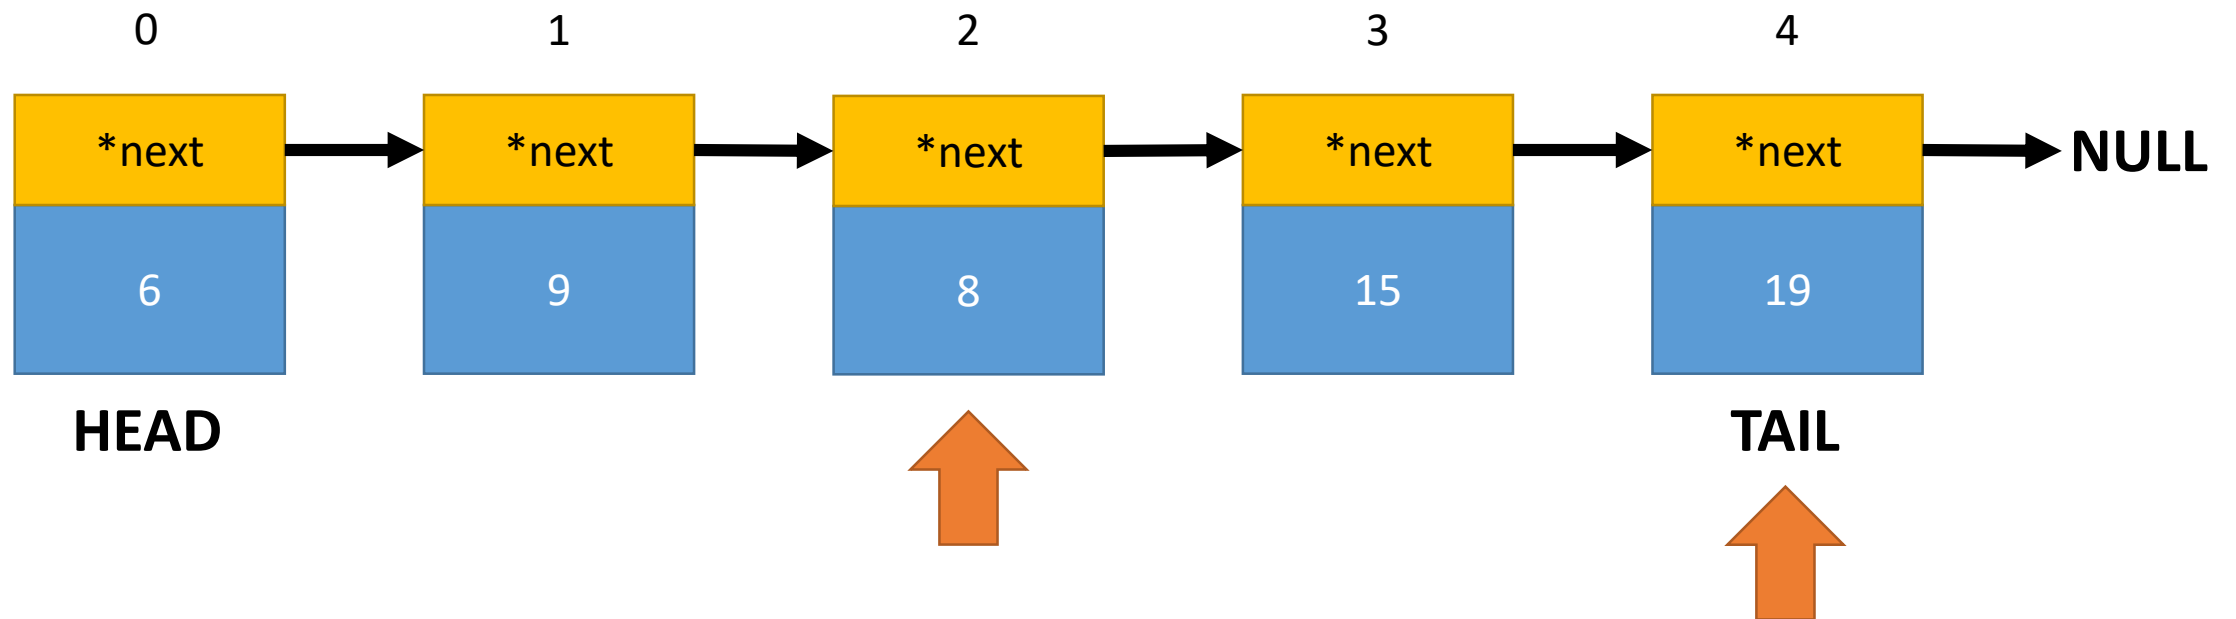 0 1 2 3 4
*next *next *next *next *next NULL
6 9 8 15 19
HEAD TAIL